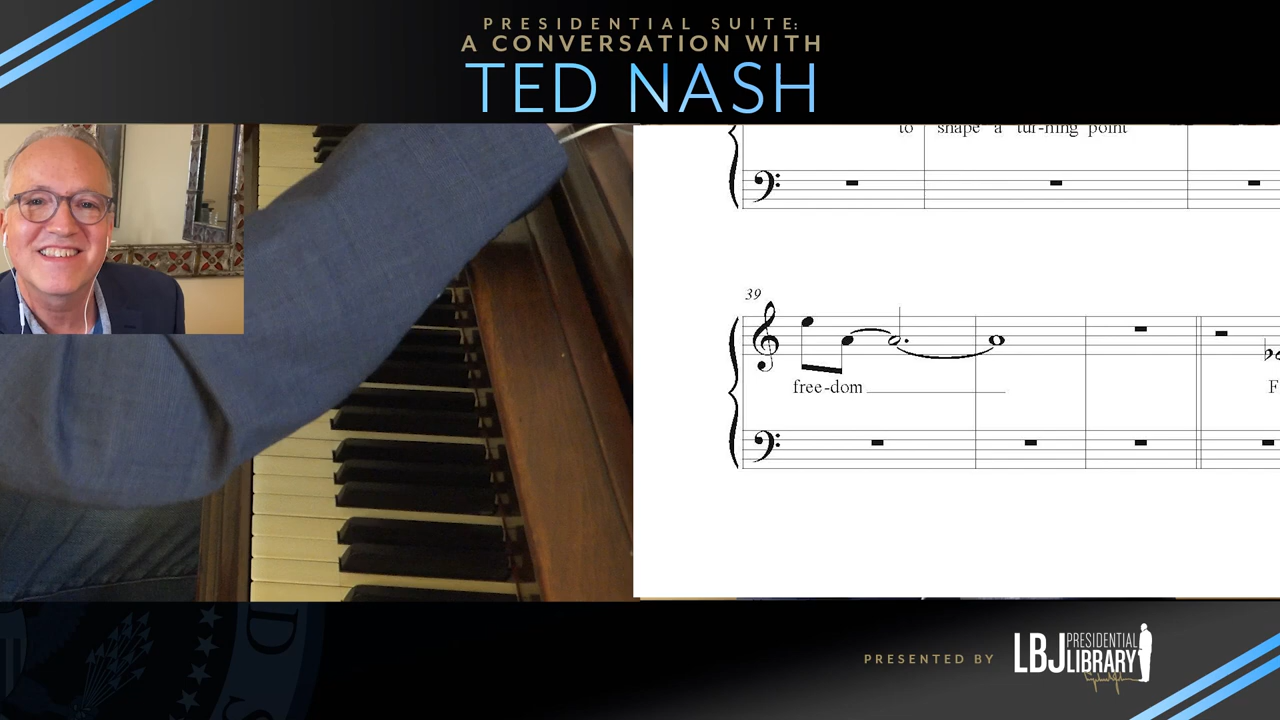 PRESIDENTIAL SUITE:
A CONVERSATION WITH
TED NASH
to shape a tur-ning point
39
free-dom
F
D
S
PRESENTED BY
LBJ PRESIDENTIAL
LIBRARY